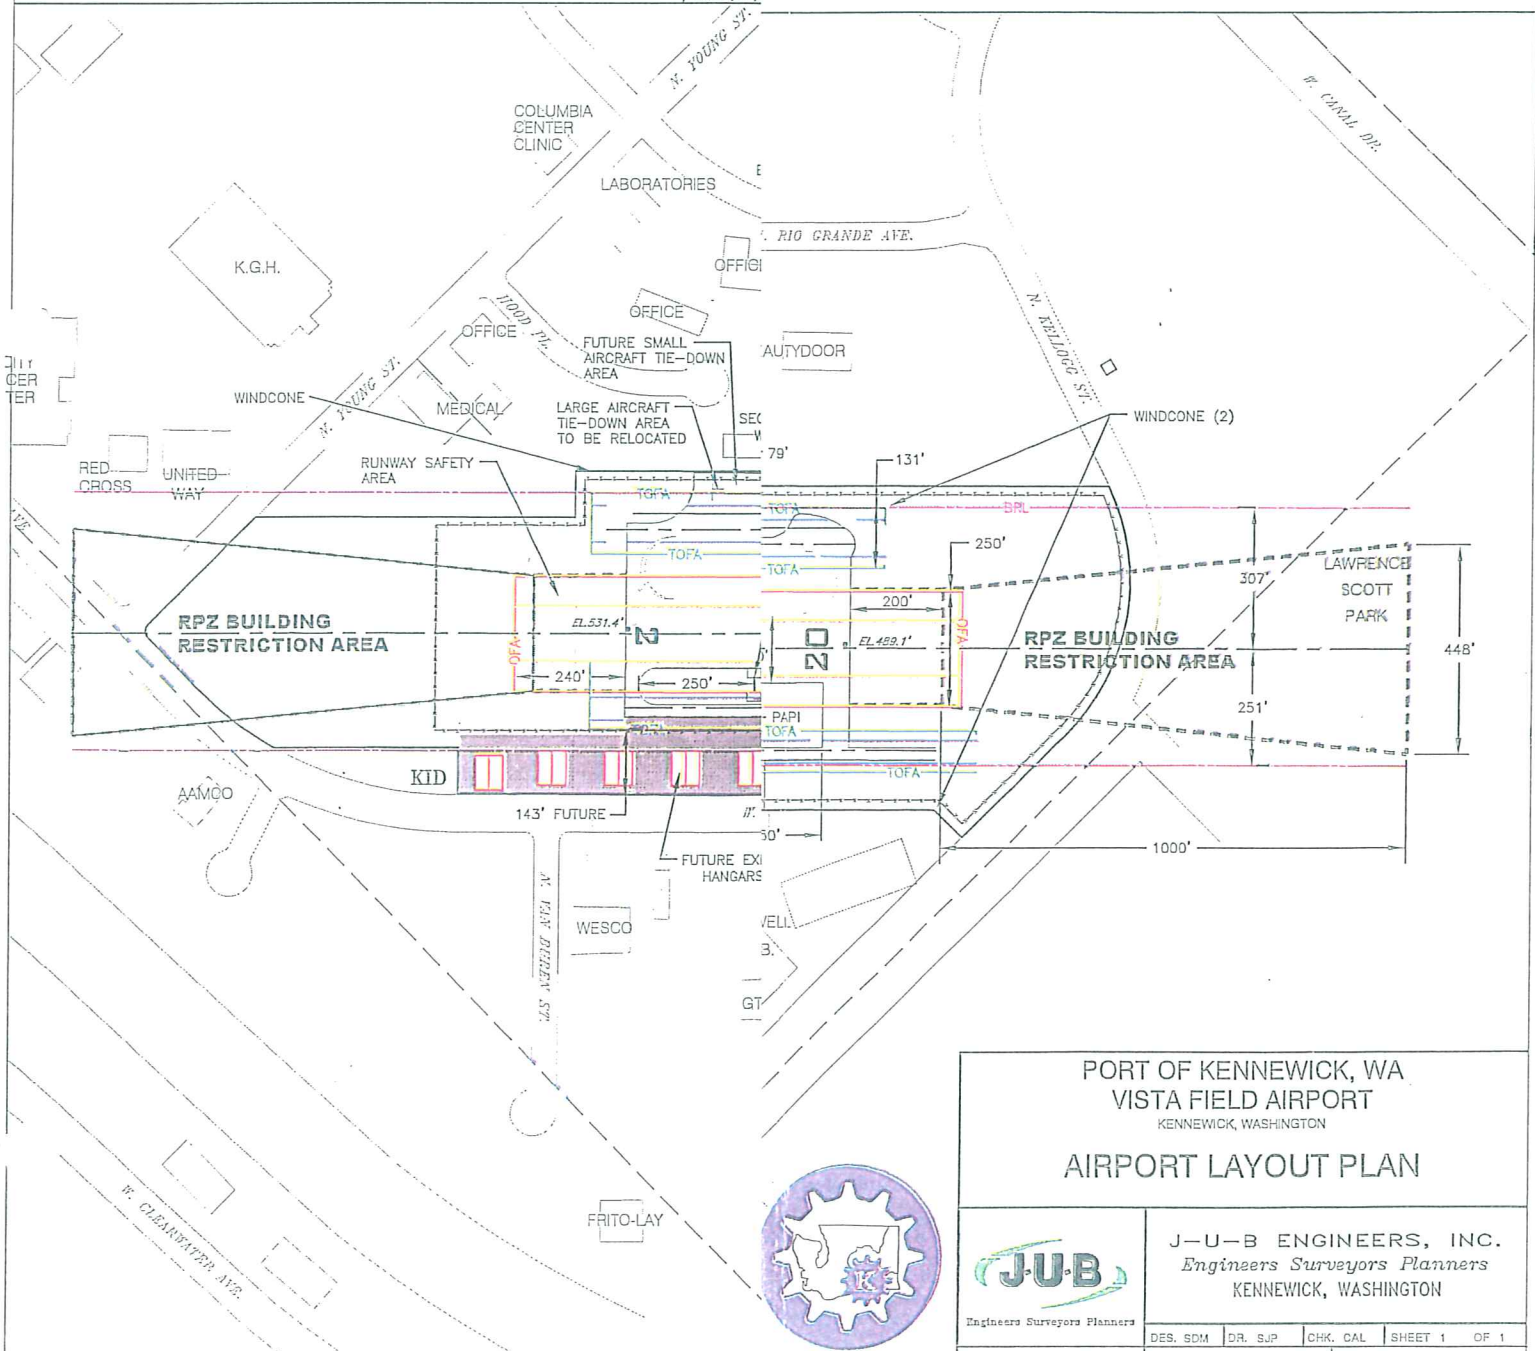 N. YOUNG ST.
COLUMBIA
CENTER
CLINIC
LABORATORIES
W. CANAL DR.
RIO GRANDE AVE.
K.G.H.
OFFICE
HOOD PL.
OFFICE
OFFICE
N. KELLOGG ST.
FUTURE SMALL
AIRCRAFT TIE-DOWN
AREA
AUTYDOOR
WINDCONE
N. YOUNG ST.
MEDICAL
LARGE AIRCRAFT
TIE-DOWN AREA
TO BE RELOCATED
WINDCONE (2)
79'
131'
RED
CROSS
UNITED
WAY
RUNWAY SAFETY
AREA
TOFA
TOFA
BRL
TOFA
TOFA
250'
307'
LAWRENCE
SCOTT
PARK
RPZ BUILDING
RESTRICTION AREA
OFA
EL.531.4'
2
20
EL.489.1'
200'
OFA
RPZ BUILDING
RESTRICTION AREA
448'
240'
250'
251'
PAPI
TOFA
TOFA
KID
AAMCO
143' FUTURE
FUTURE EX
HANGARS
1000'
WESCO
N. VAN BUREN ST.
W. CLEARWATER AVE.
FRITO-LAY
K
PORT OF KENNEWICK, WA
VISTA FIELD AIRPORT
KENNEWICK, WASHINGTON
AIRPORT LAYOUT PLAN
J·U·B
Engineers Surveyors Planners
J-U-B ENGINEERS, INC.
Engineers Surveyors Planners
KENNEWICK, WASHINGTON
DES. SDM DR. SJP CHK. CAL SHEET 1 OF 1